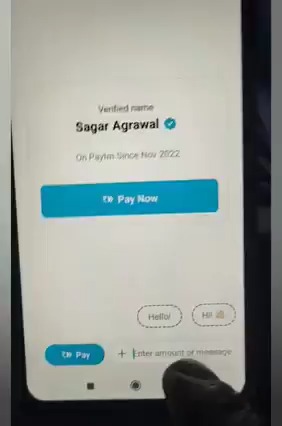 Verified name
Sagar Agrawal
On Paytm Since Nov 2022
Pay Now
Hello!
Hi! 👋
Pay
+ Enter amount or message